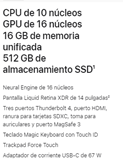 CPU de 10 núcleos
GPU de 16 núcleos
16 GB de memoria
unificada
512 GB de
almacenamiento SSD¹
Neural Engine de 16 núcleos
Pantalla Liquid Retina XDR de 14 pulgadas²
Tres puertos Thunderbolt 4, puerto HDMI,
ranura para tarjetas SDXC, toma para
auriculares y puerto MagSafe 3
Teclado Magic Keyboard con Touch ID
Trackpad Force Touch
Adaptador de corriente USB-C de 67 W